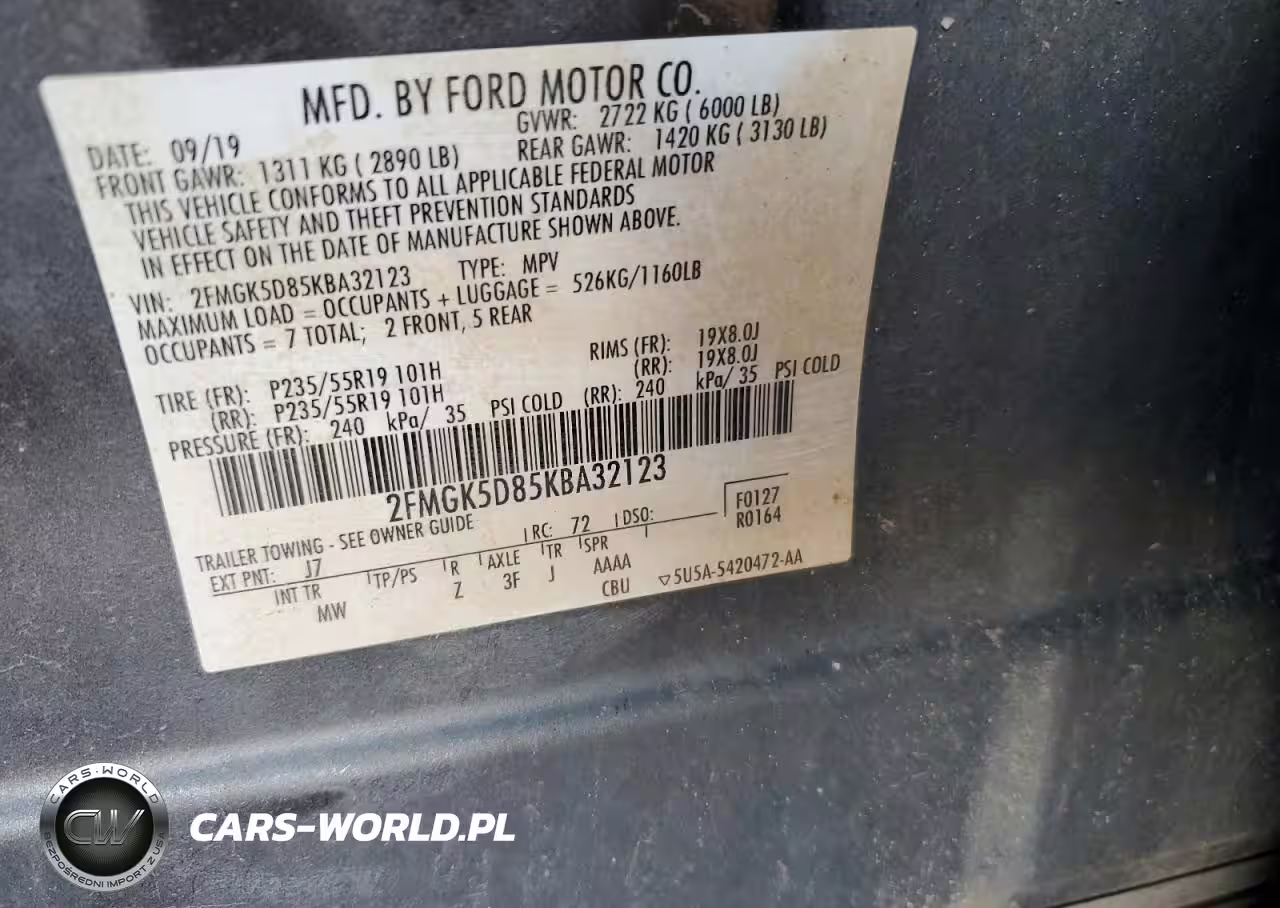 MFD. BY FORD MOTOR CO.
DATE: 09/19 GVWR: 2722 KG ( 6000 LB)
FRONT GAWR: 1311 KG ( 2890 LB) REAR GAWR: 1420 KG ( 3130 LB)
THIS VEHICLE CONFORMS TO ALL APPLICABLE FEDERAL MOTOR
VEHICLE SAFETY AND THEFT PREVENTION STANDARDS
IN EFFECT ON THE DATE OF MANUFACTURE SHOWN ABOVE.
VIN: 2FMGK5D85KBA32123 TYPE: MPV
MAXIMUM LOAD = OCCUPANTS + LUGGAGE = 526KG/1160LB
OCCUPANTS = 7 TOTAL; 2 FRONT, 5 REAR
TIRE (FR): P235/55R19 101H RIMS (FR): 19X8.0J
(RR): P235/55R19 101H (RR): 19X8.0J
PRESSURE (FR): 240 kPa/ 35 PSI COLD (RR): 240 kPa/ 35 PSI COLD
2FMGK5D85KBA32123
TRAILER TOWING - SEE OWNER GUIDE
F0127
R0164
EXT PNT: J7 RC: 72 DSO:
INT TR TP/PS R AXLE TR SPR
MW Z 3F J AAAA
CBU 5U5A-5420472-AA
CARS-WORLD
CW
BEZPOŚREDNI IMPORT Z USA
CARS-WORLD.PL